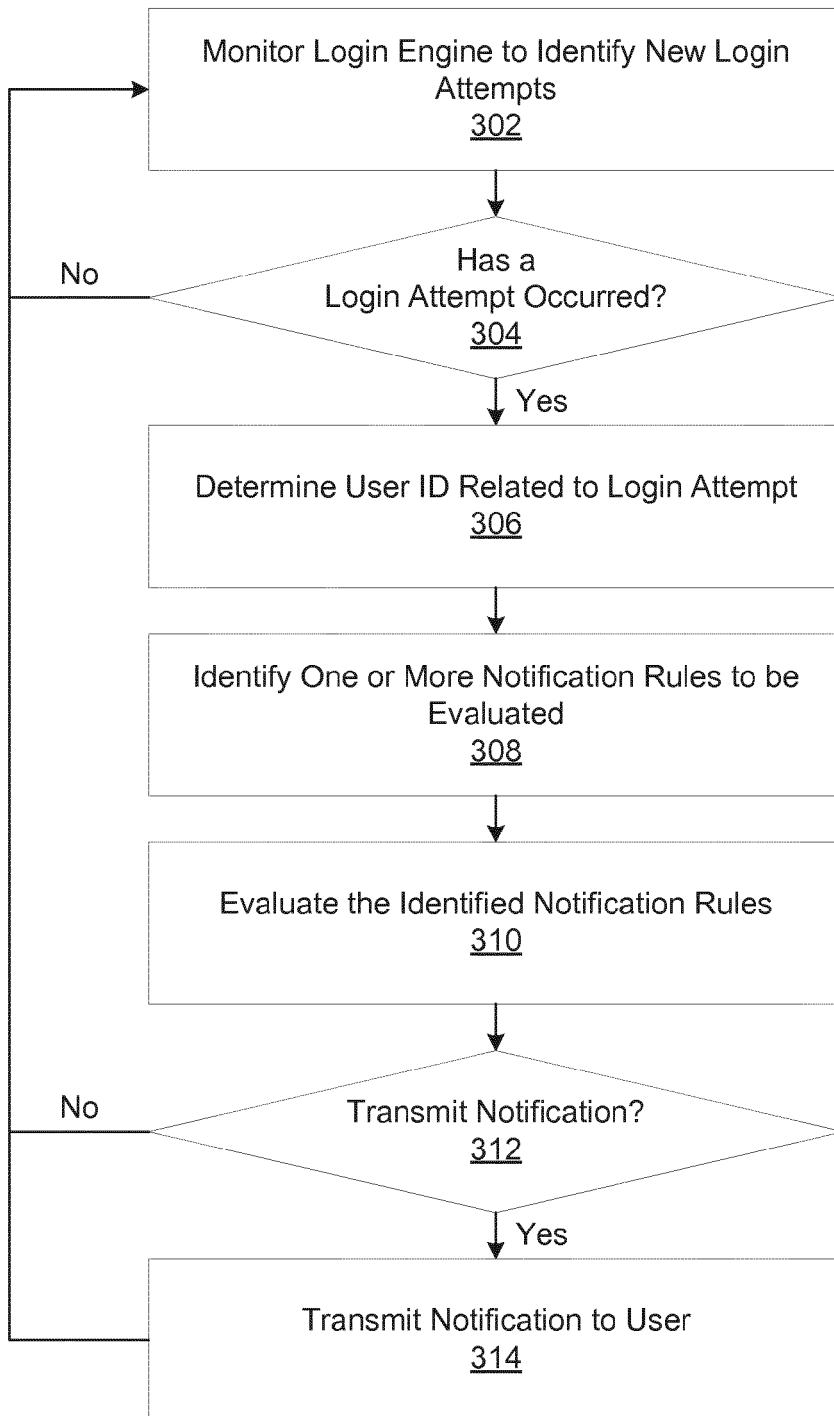 Monitor Login Engine to Identify New Login
Attempts
302
Has a
Login Attempt Occurred?
304
No
Yes
Determine User ID Related to Login Attempt
306
Identify One or More Notification Rules to be
Evaluated
308
Evaluate the Identified Notification Rules
310
Transmit Notification?
312
No
Yes
Transmit Notification to User
314